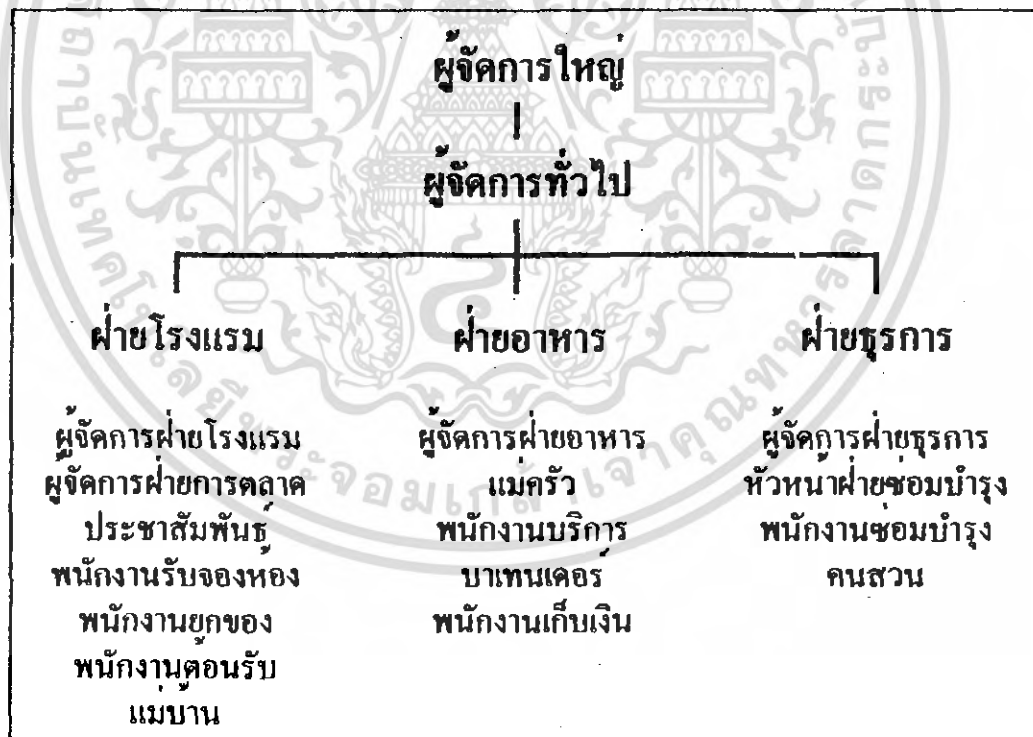 ผู้จัดการใหญ่
ผู้จัดการทั่วไป
ฝ่ายโรงแรม
ฝ่ายอาหาร
ฝ่ายธุรการ
ผู้จัดการฝ่ายโรงแรม
ผู้จัดการฝ่ายการตลาด
ประชาสัมพันธ์
พนักงานรับจองห้อง
พนักงานยกของ
พนักงานต้อนรับ
แม่บ้าน
ผู้จัดการฝ่ายอาหาร
แม่ครัว
พนักงานบริการ
บาเทนเดอร์
พนักงานเก็บเงิน
ผู้จัดการฝ่ายธุรการ
หัวหน้าฝ่ายซ่อมบำรุง
พนักงานซ่อมบำรุง
คนสวน